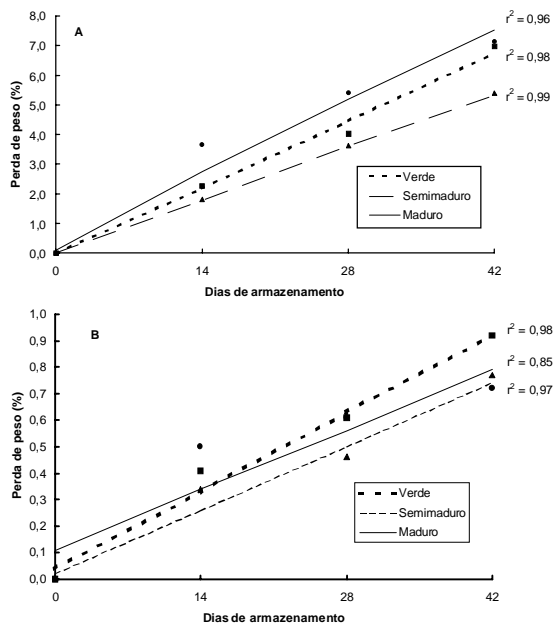 A
8,0
7,0
6,0
5,0
4,0
3,0
2,0
1,0
0,0
Perda de peso (%)
r² = 0,96
r² = 0,98
r² = 0,99
Verde
Semimaduro
Maduro
0 14 28 42
Dias de armazenamento
B
1,0
0,9
0,8
0,7
0,6
0,5
0,4
0,3
0,2
0,1
0,0
Perda de peso (%)
r² = 0,98
r² = 0,85
r² = 0,97
Verde
Semimaduro
Maduro
0 14 28 42
Dias de armazenamento